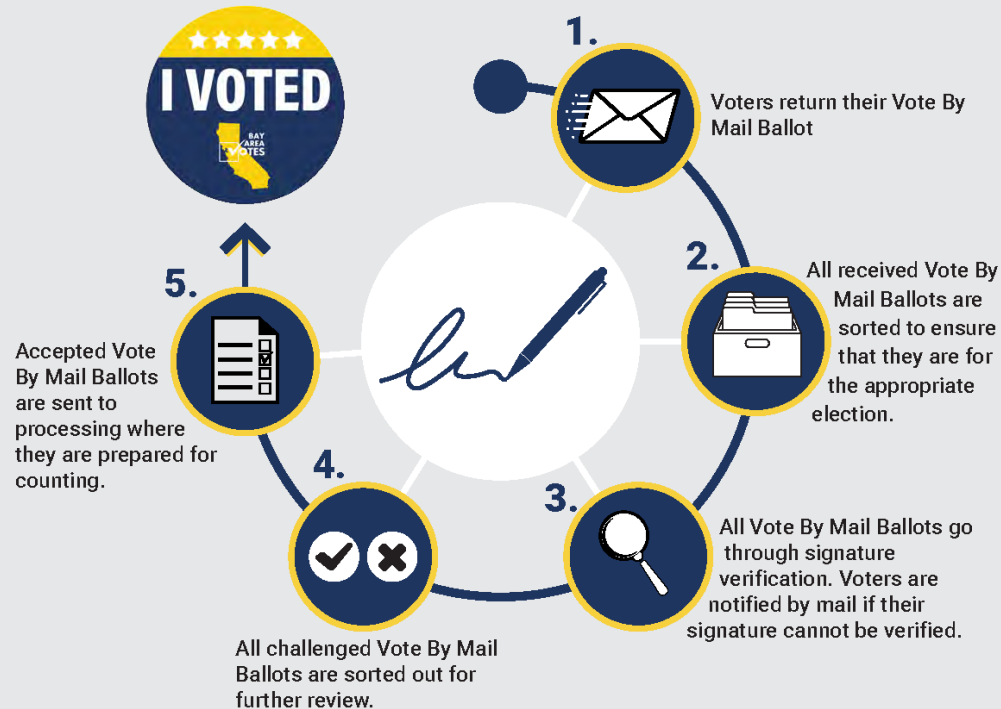 I VOTED
BAY
AREA
VOTES
1.
Voters return their Vote By
Mail Ballot
2.
All received Vote By
Mail Ballots are
sorted to ensure
that they are for
the appropriate
election.
3.
All Vote By Mail Ballots go
through signature
verification. Voters are
notified by mail if their
signature cannot be verified.
4.
All challenged Vote By Mail
Ballots are sorted out for
further review.
5.
Accepted Vote
By Mail Ballots
are sent to
processing where
they are prepared for
counting.